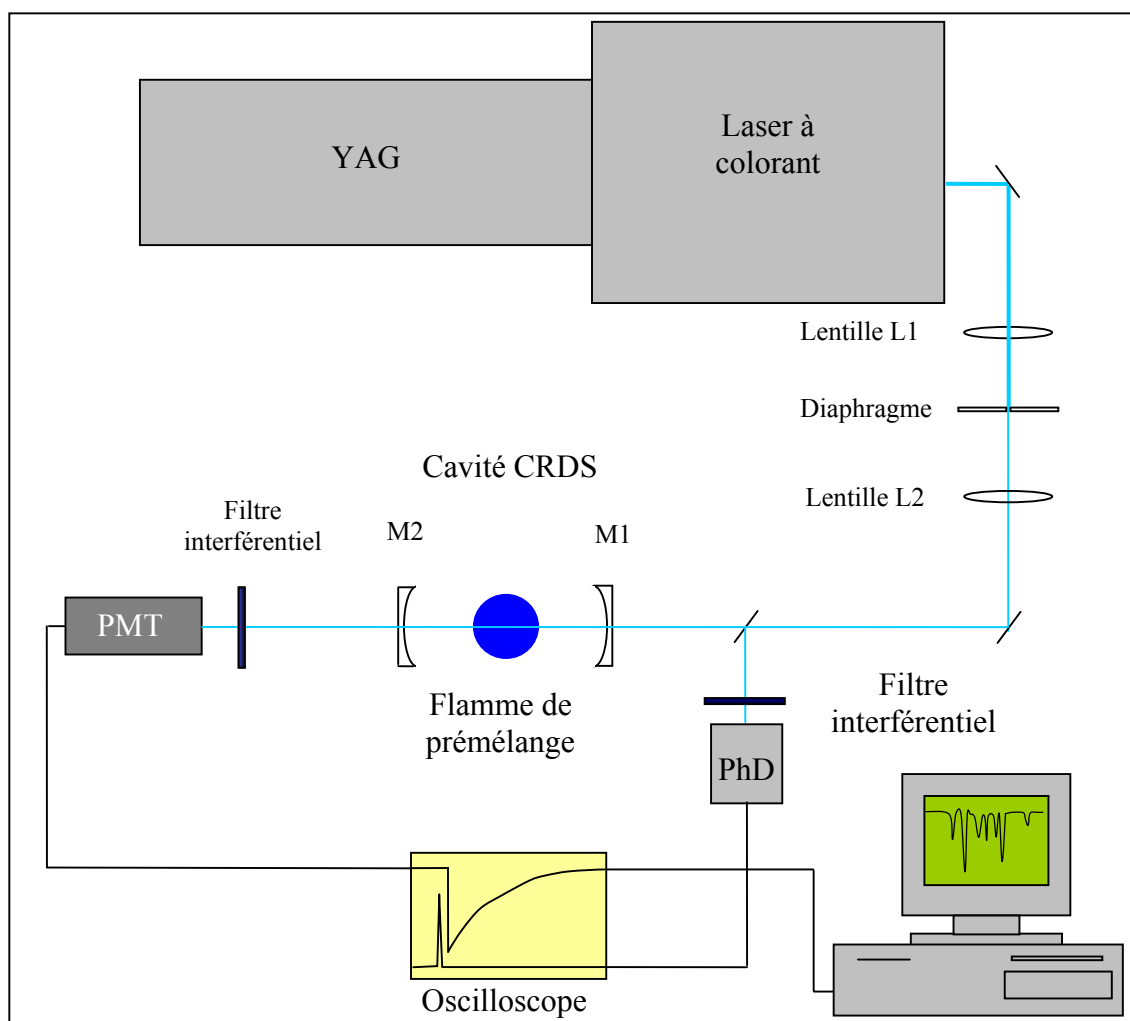 YAG
Laser à
colorant
Lentille L1
Diaphragme
Lentille L2
Cavité CRDS
Filtre
interférentiel
M2
M1
PMT
Flamme de
prémélange
Filtre
interférentiel
PhD
Oscilloscope